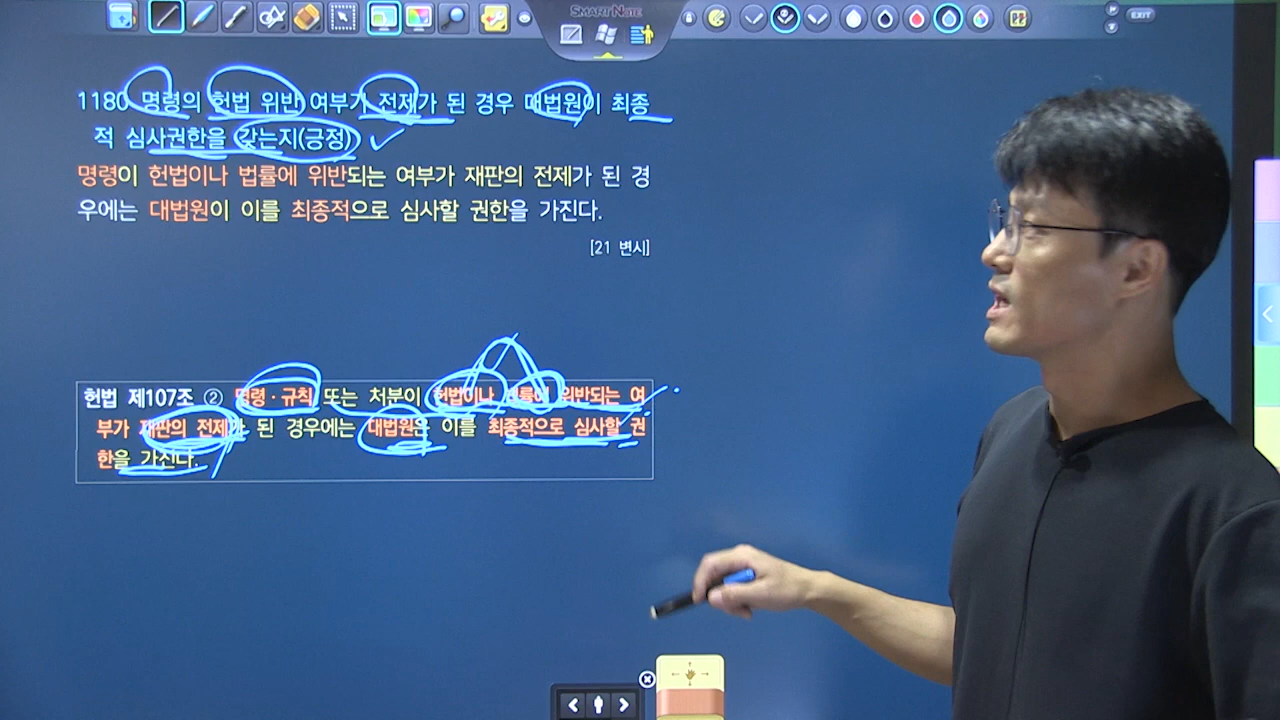 SMARTNOTE
EXIT
1180 명령의 헌법 위반 여부가 전제가 된 경우 대법원이 최종
적 심사권한을 갖는지(긍정)
명령이 헌법이나 법률에 위반되는 여부가 재판의 전제가 된 경
우에는 대법원이 이를 최종적으로 심사할 권한을 가진다.
[21 변시]
헌법 제107조 ② 명령·규칙 또는 처분이 헌법이나 법률에 위반되는 여
부가 재판의 전제가 된 경우에는 대법원은 이를 최종적으로 심사할 권
한을 가진다.